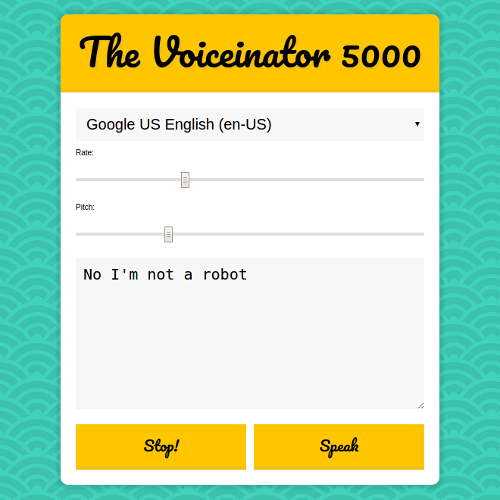 The Voiceinator 5000
Google US English (en-US)
Rate:
Pitch:
No I'm not a robot
Stop!
Speak